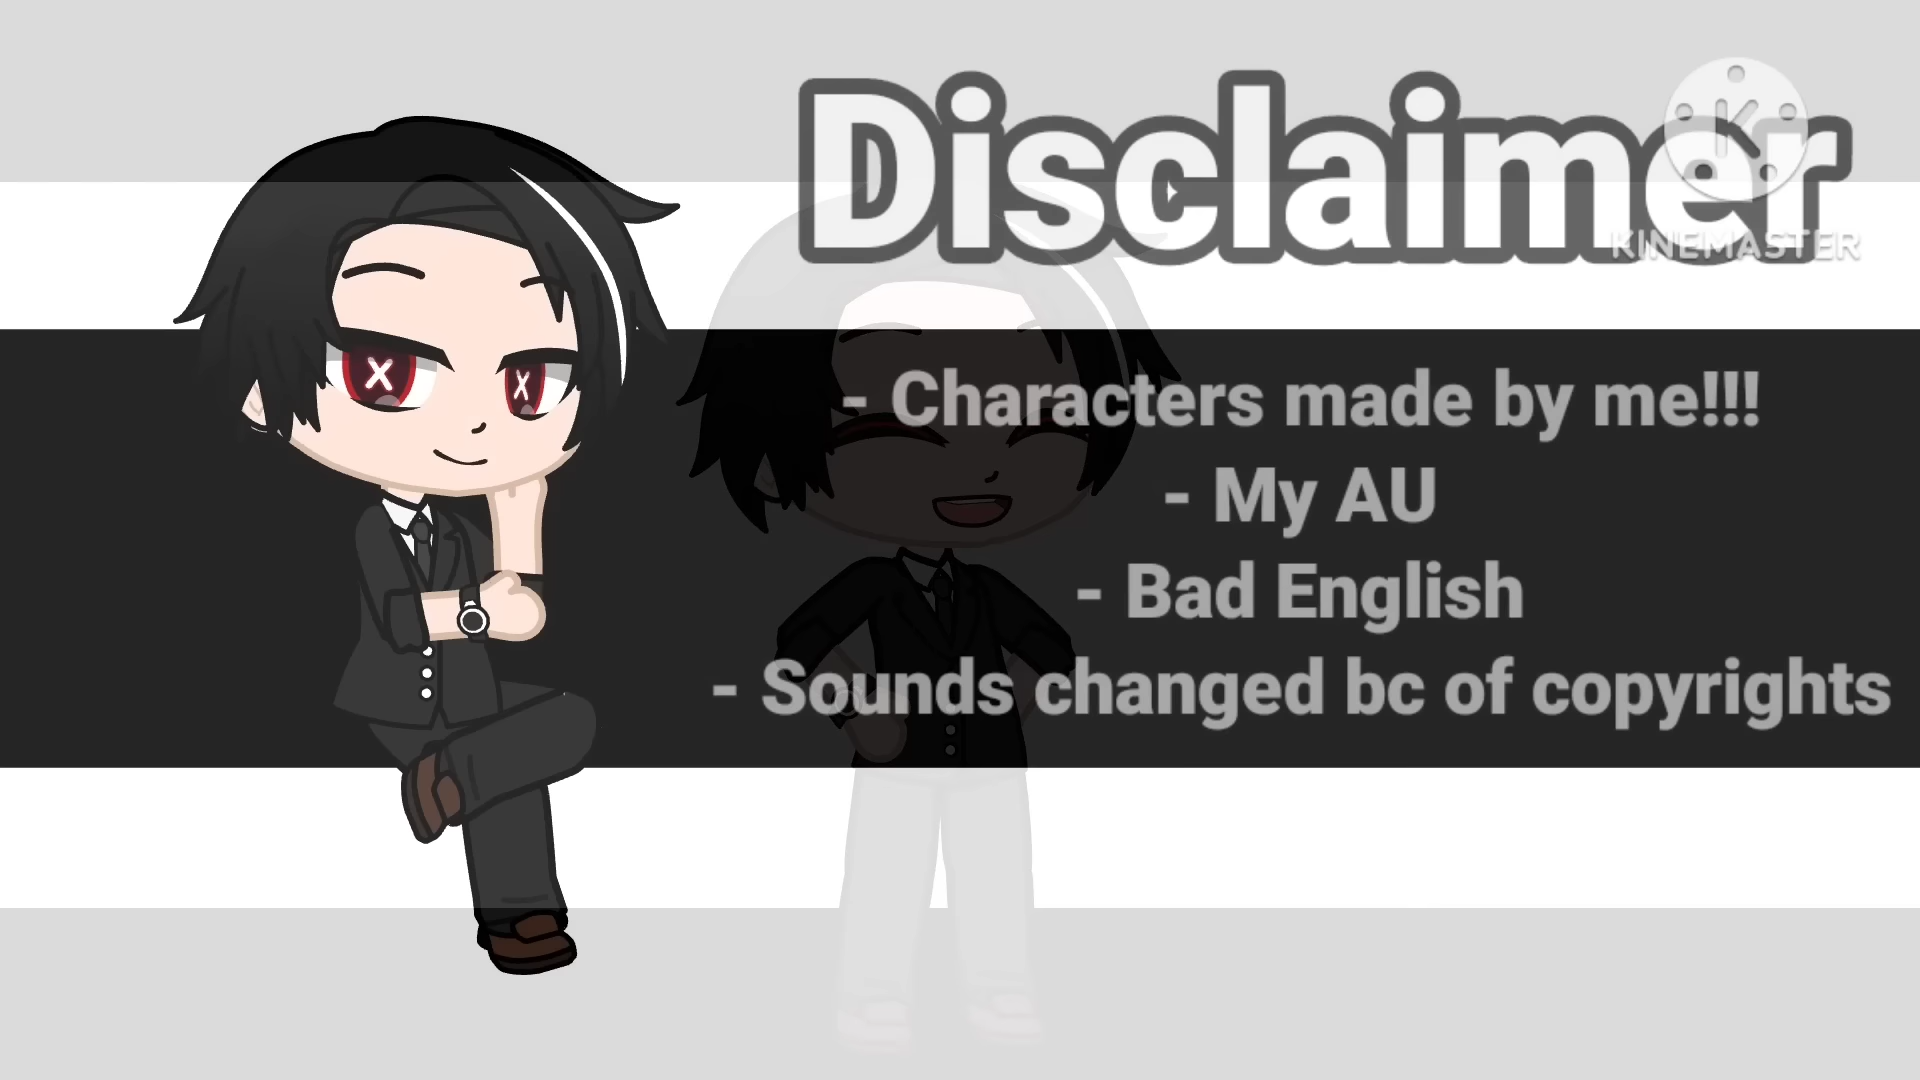 Disclaimer
KINEMASTER
- Characters made by me!!!
- My AU
- Bad English
- Sounds changed bc of copyrights